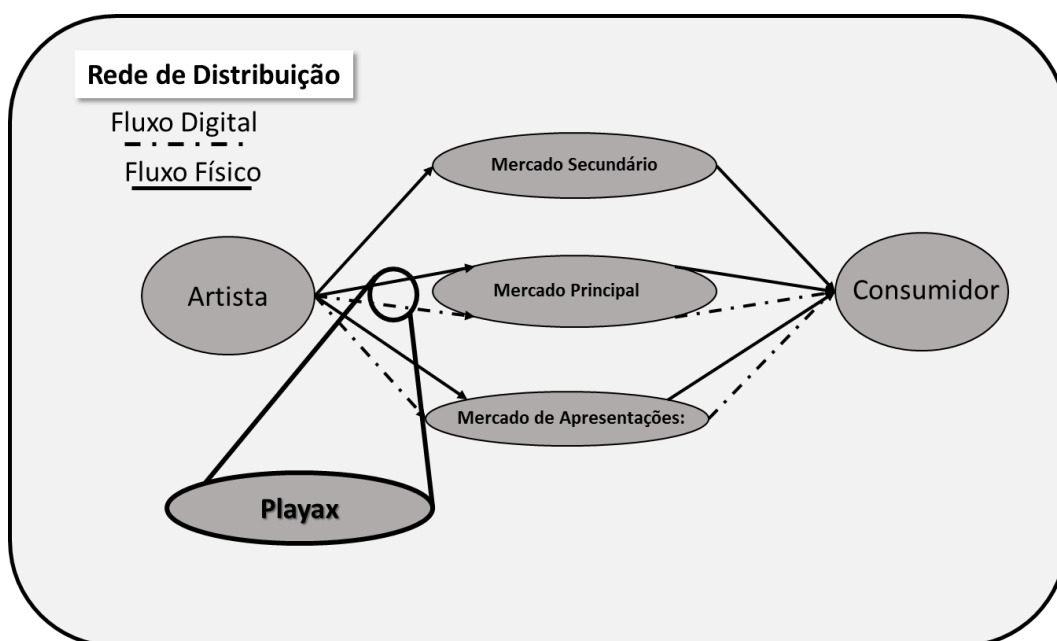 Rede de Distribuição
Fluxo Digital
Fluxo Físico
Mercado Secundário
Artista
Mercado Principal
Consumidor
Mercado de Apresentações:
Playax